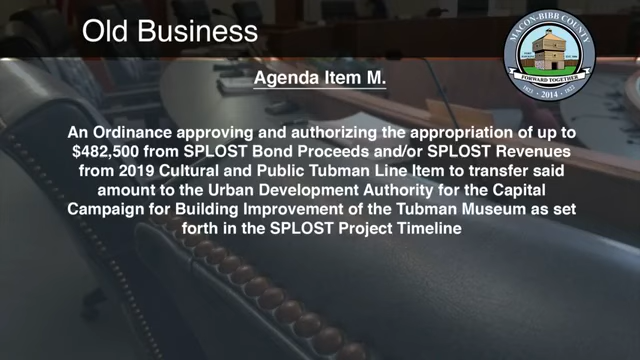 Old Business
MACON-BIBB COUNTY
FORWARD TOGETHER
1823 • 2014 • 1822
Agenda Item M.
An Ordinance approving and authorizing the appropriation of up to
$482,500 from SPLOST Bond Proceeds and/or SPLOST Revenues
from 2019 Cultural and Public Tubman Line Item to transfer said
amount to the Urban Development Authority for the Capital
Campaign for Building Improvement of the Tubman Museum as set
forth in the SPLOST Project Timeline